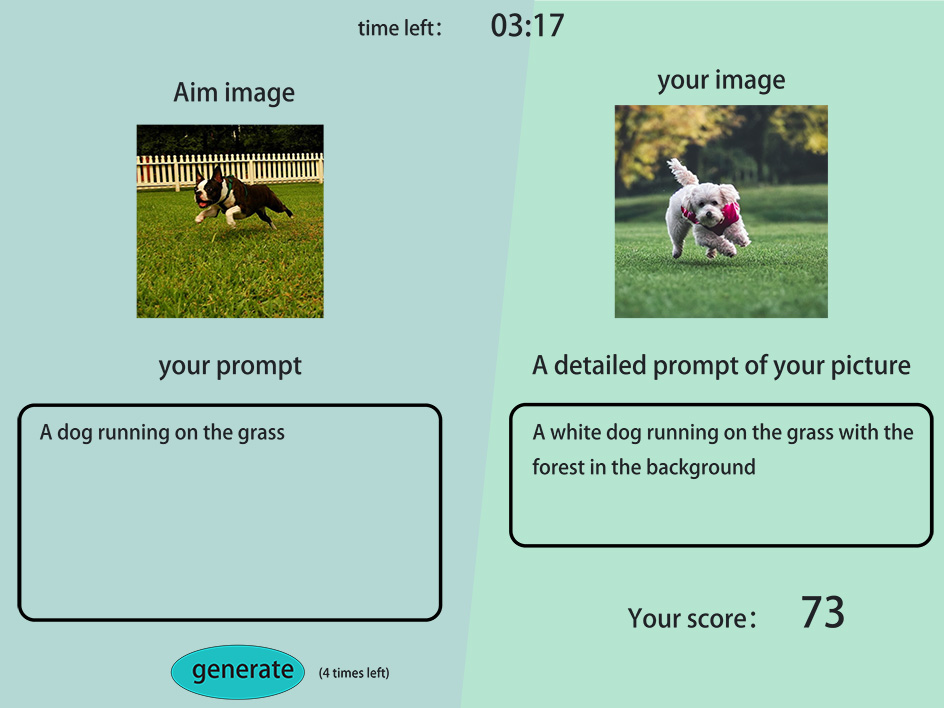 time left: 03:17
Aim image
your image
your prompt
A detailed prompt of your picture
A dog running on the grass
A white dog running on the grass with the
forest in the background
Your score: 73
generate (4 times left)